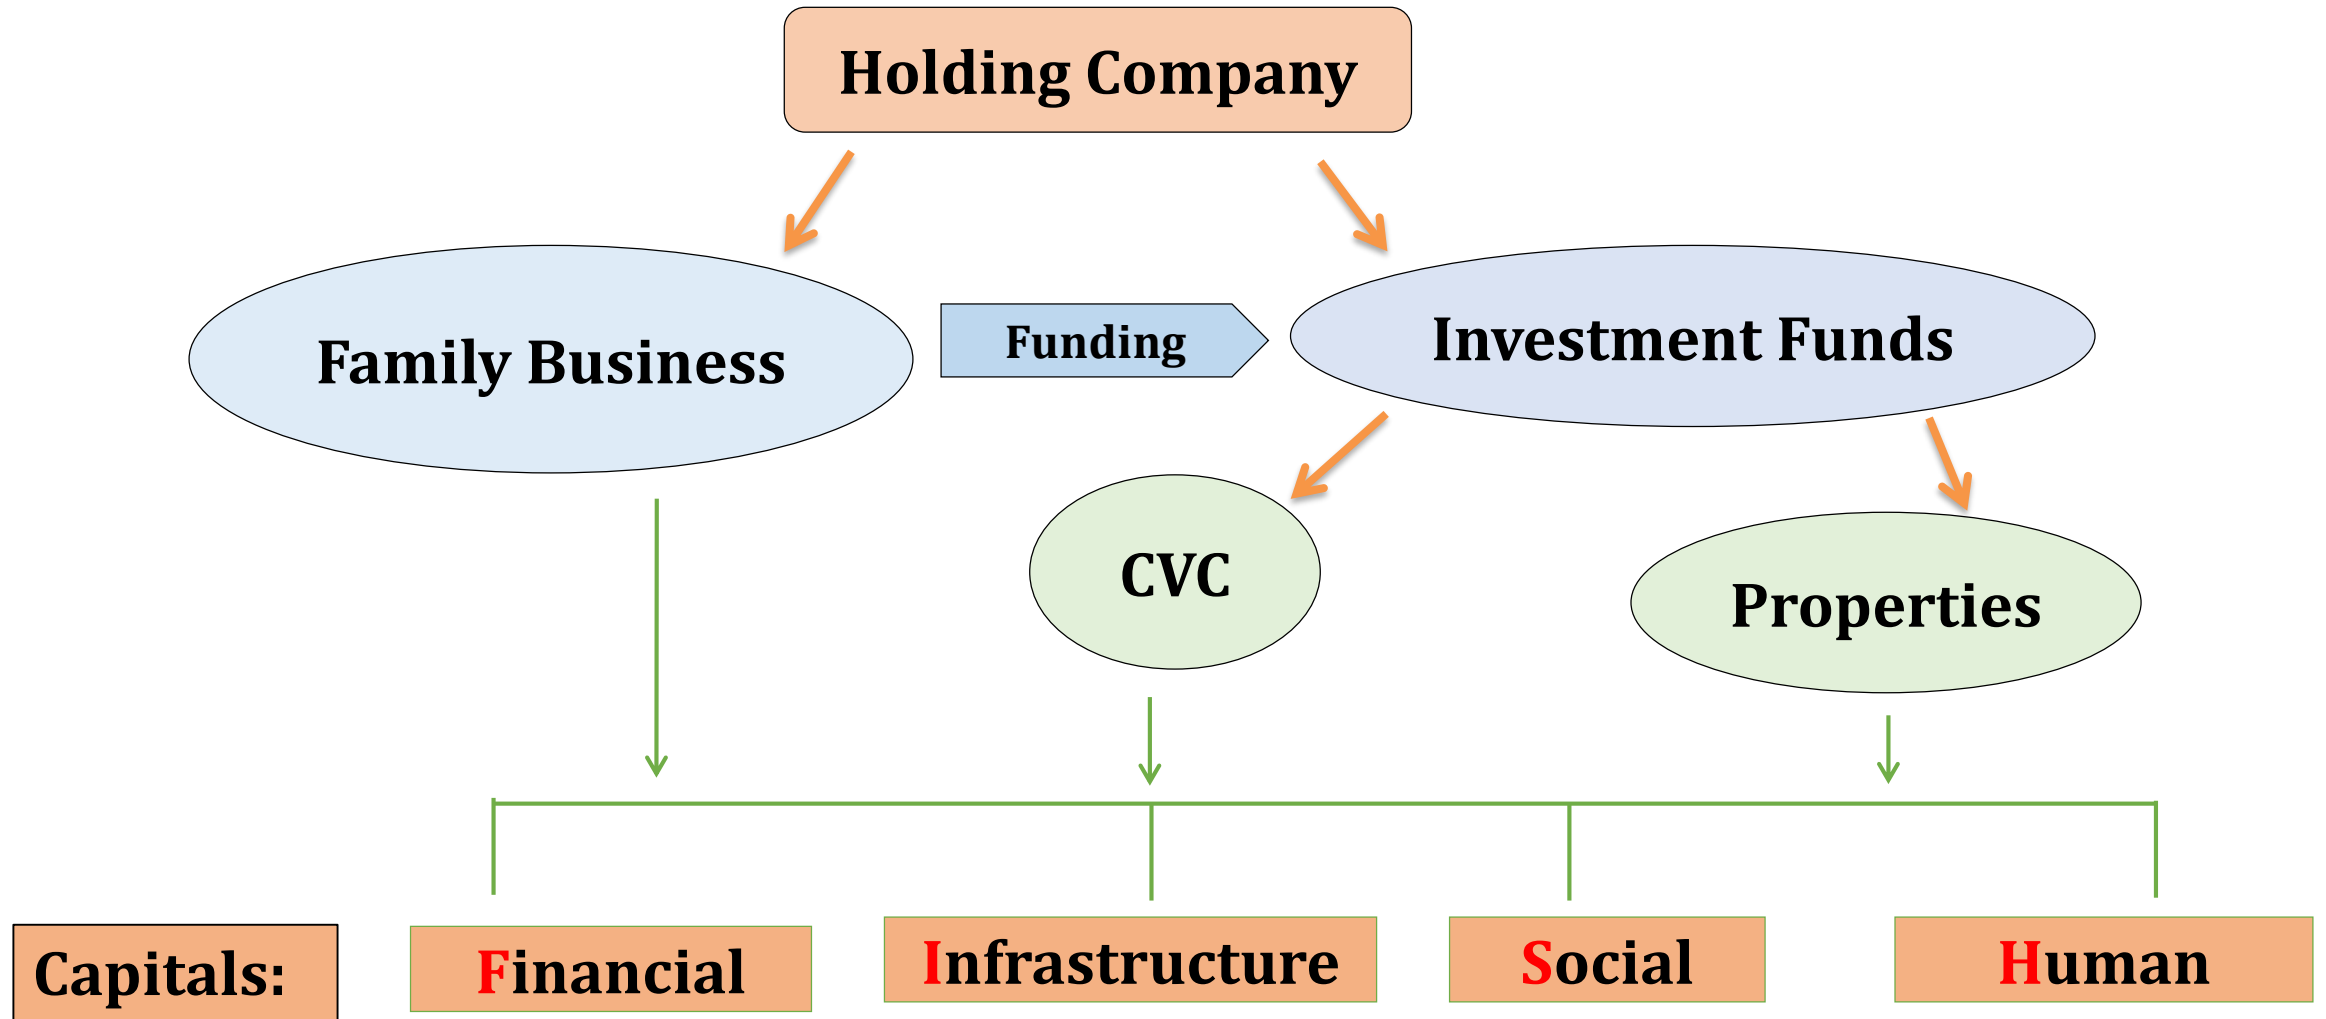 Holding Company
Family Business
Funding
Investment Funds
CVC
Properties
Capitals:
Financial
Infrastructure
Social
Human